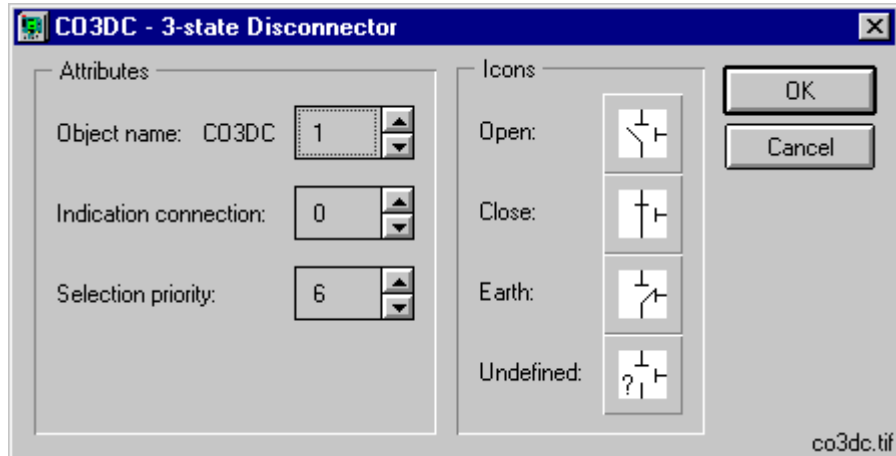 CO3DC - 3-state Disconnector
Attributes
Object name: CO3DC 1
Indication connection: 0
Selection priority: 6
Icons
Open:
Close:
Earth:
Undefined: ?
OK
Cancel
co3dc.tif